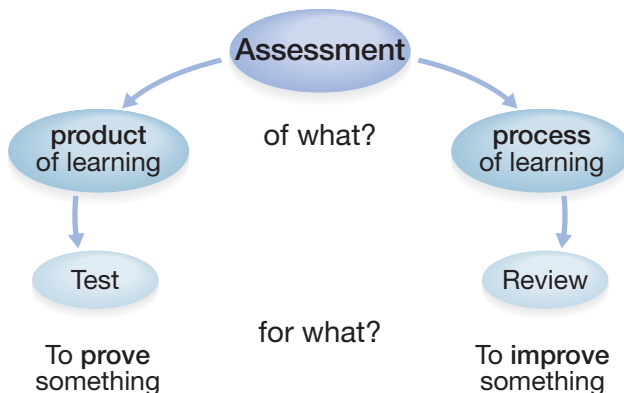 Assessment
product
of learning
of what?
process
of learning
Test
Review
for what?
To prove
something
To improve
something